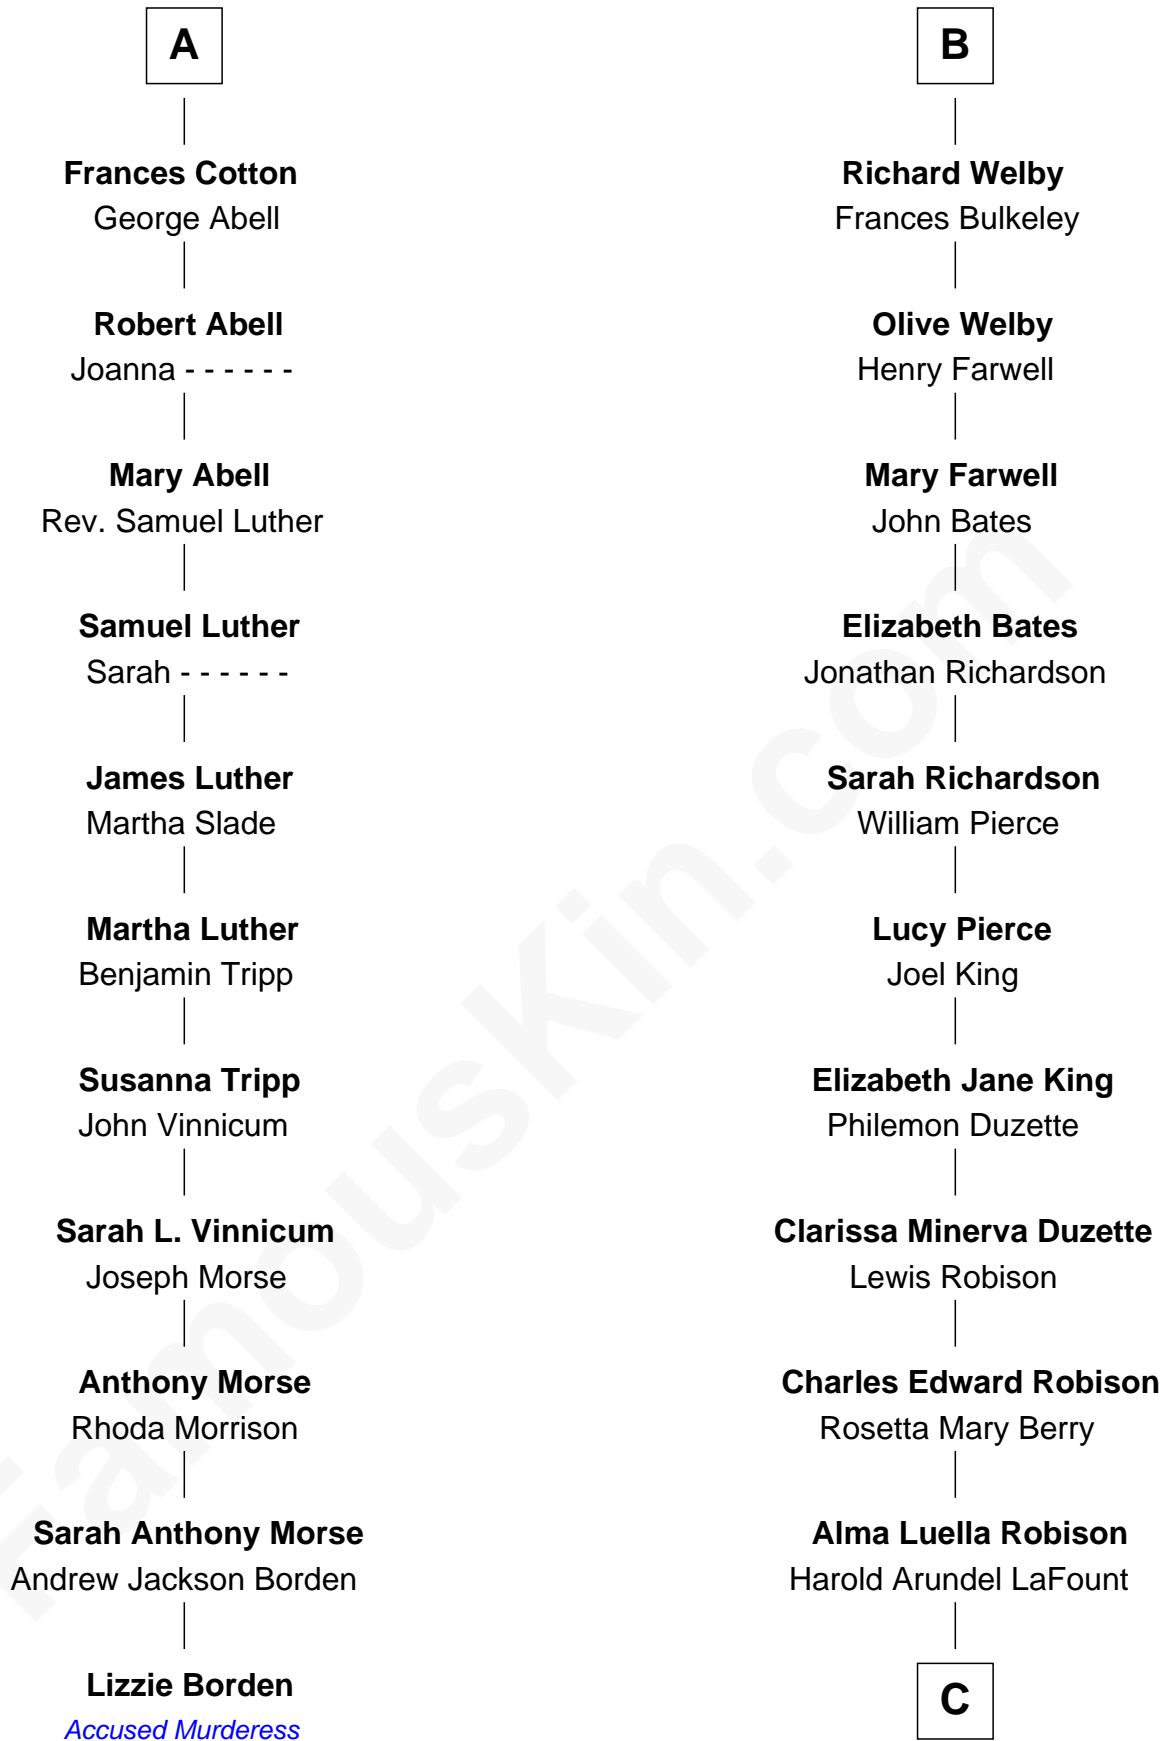 A
Frances Cotton
George Abell
Robert Abell
Joanna - - - - - -
Mary Abell
Rev. Samuel Luther
Samuel Luther
Sarah - - - - - -
James Luther
Martha Slade
Martha Luther
Benjamin Tripp
Susanna Tripp
John Vinnicum
Sarah L. Vinnicum
Joseph Morse
Anthony Morse
Rhoda Morrison
Sarah Anthony Morse
Andrew Jackson Borden
Lizzie Borden
Accused Murderess
B
Richard Welby
Frances Bulkeley
Olive Welby
Henry Farwell
Mary Farwell
John Bates
Elizabeth Bates
Jonathan Richardson
Sarah Richardson
William Pierce
Lucy Pierce
Joel King
Elizabeth Jane King
Philemon Duzette
Clarissa Minerva Duzette
Lewis Robison
Charles Edward Robison
Rosetta Mary Berry
Alma Luella Robison
Harold Arundel LaFount
C
FamousKin.com